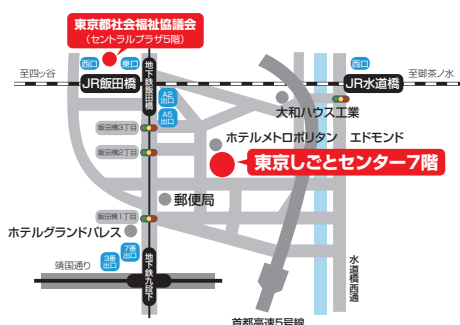 東京都社会福祉協議会
(セントラルプラザ5階)
西口
東口
西口
至四ッ谷
至御茶ノ水
JR飯田橋
地下鉄飯田橋
JR水道橋
A2
出口
A5
出口
大和ハウス工業
飯田橋3丁目
ホテルメトロポリタン エドモンド
飯田橋2丁目
東京しごとセンター7階
郵便局
飯田橋1丁目
ホテルグランドパレス
7番
出口
3番
出口
地下鉄九段下
靖国通り
水道橋西通
首都高速5号線